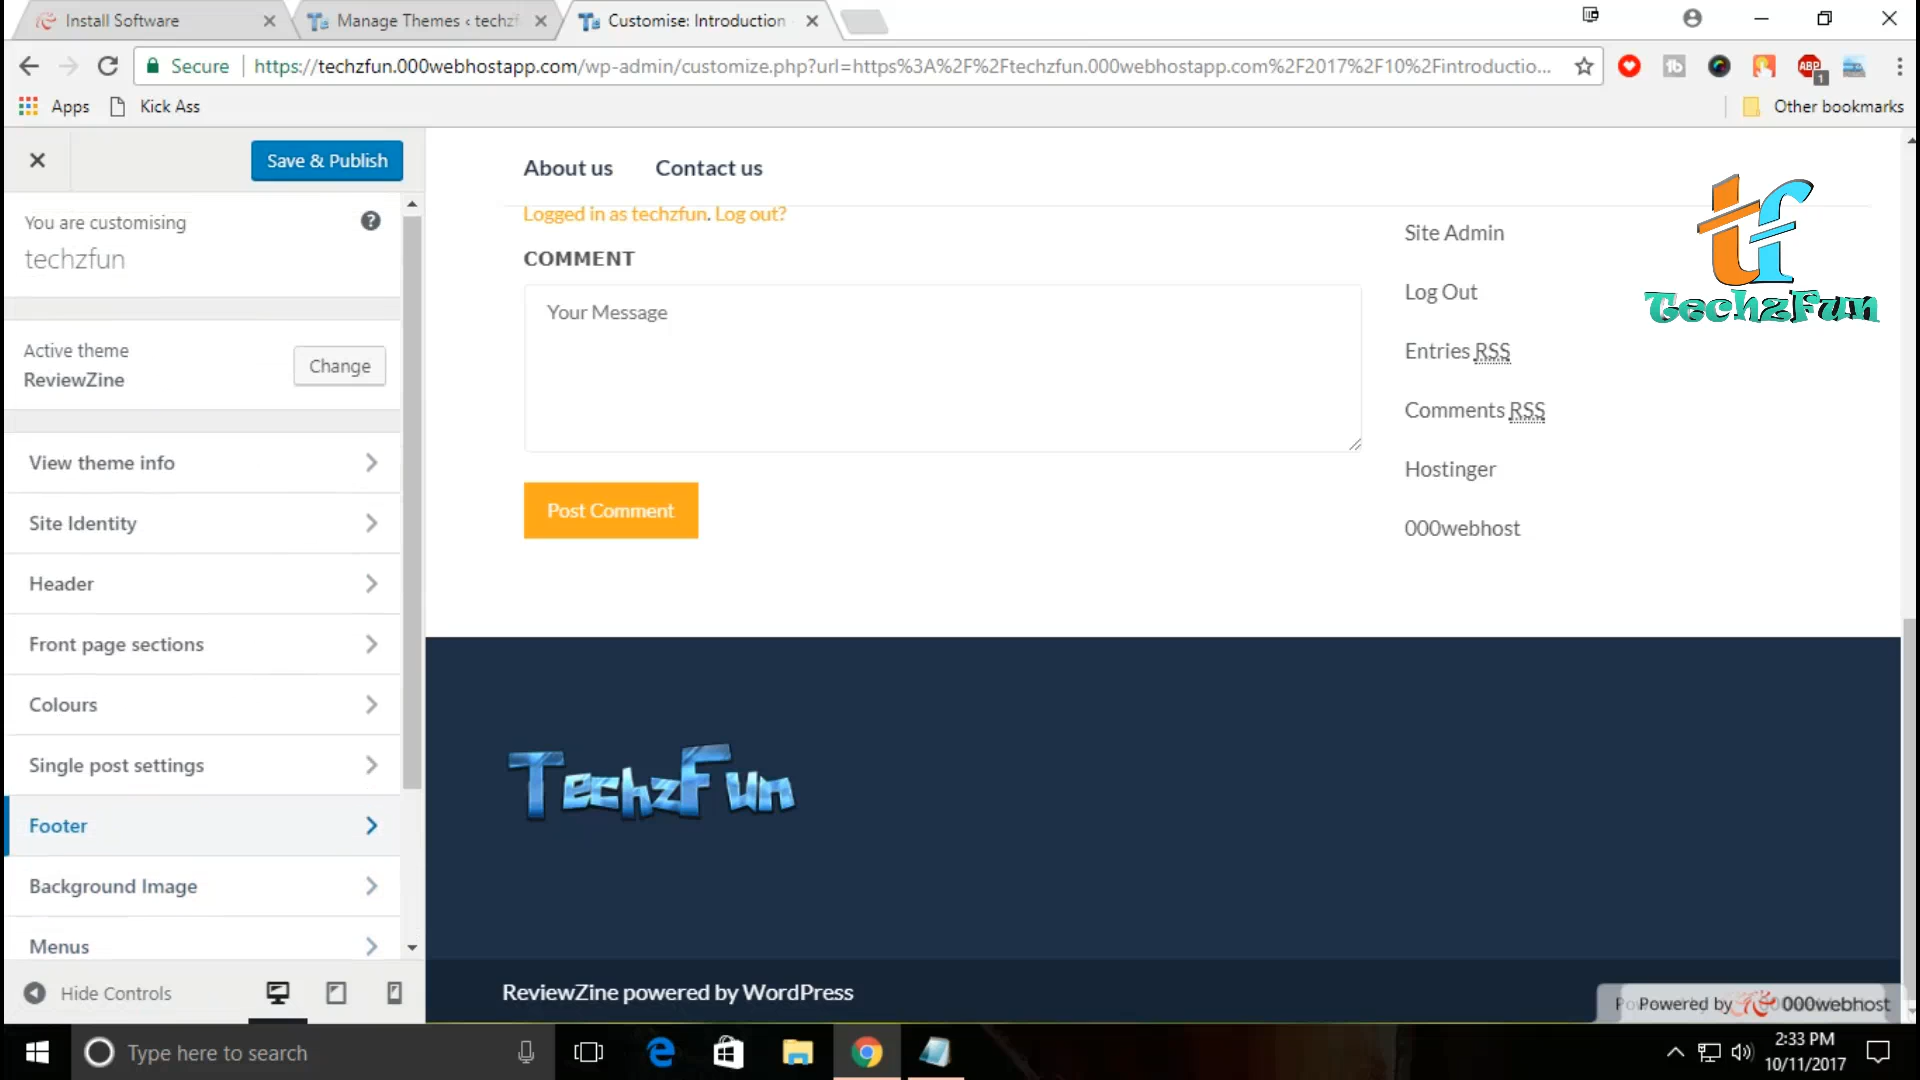 Install Software
Manage Themes ‹ techzf
Customise: Introduction
Secure
https://techzfun.000webhostapp.com/wp-admin/customize.php?url=https%3A%2F%2Ftechzfun.000webhostapp.com%2F2017%2F10%2Fintroductio...
ABP
1
Apps
Kick Ass
Other bookmarks
Save & Publish
You are customising
techzfun
Active theme
ReviewZine
Change
View theme info
Site Identity
Header
Front page sections
Colours
Single post settings
Footer
Background Image
Menus
Hide Controls
About us
Contact us
Logged in as techzfun. Log out?
COMMENT
Your Message
Post Comment
Site Admin
Log Out
Entries RSS
Comments RSS
Hostinger
000webhost
tf
TechzFun
TechzFun
ReviewZine powered by WordPress
Powered by 000webhost
Type here to search
2:33 PM
10/11/2017